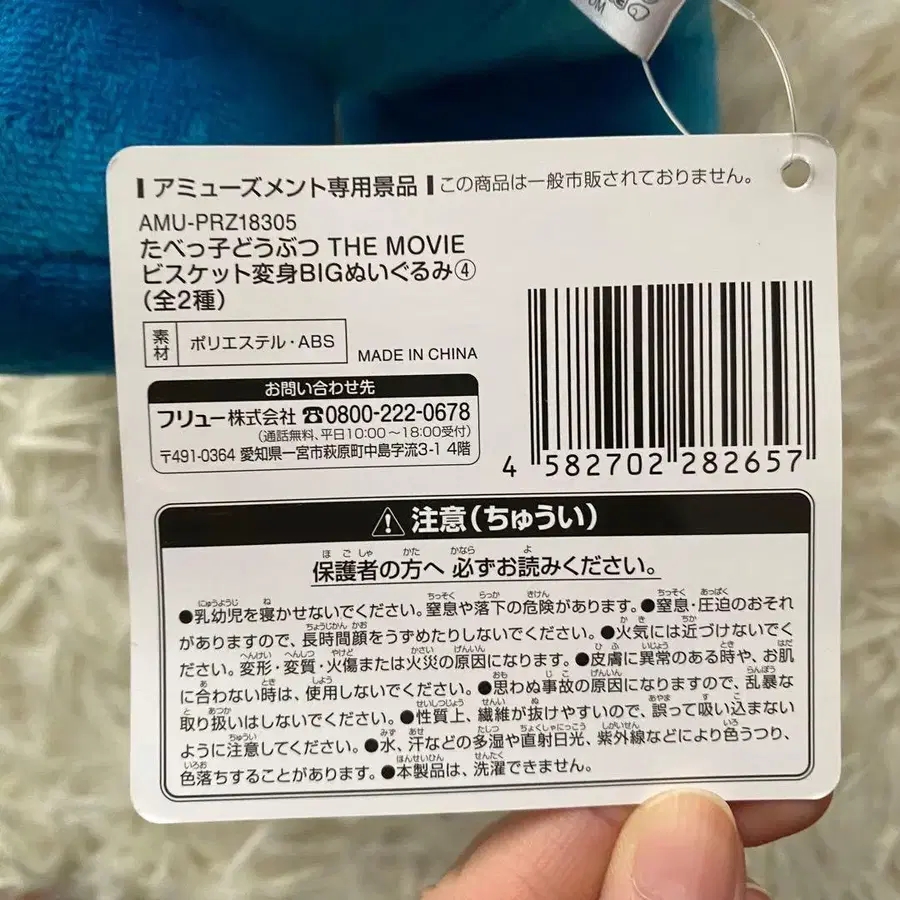 アミューズメント専用景品 この商品は一般市販されておりません。
AMU-PRZ18305
たべっ子どうぶつ THE MOVIE
ビスケット変身BIGぬいぐるみ④
(全2種)
素材 ポリエステル・ABS
MADE IN CHINA
お問い合わせ先
フリュー株式会社 ☎0800-222-0678
(通話無料、平日10:00～18:00受付)
〒491-0364 愛知県一宮市萩原町中島字流3-1 4階
4 582702 282657
⚠ 注意(ちゅうい)
保護者の方へ 必ずお読みください。
●乳幼児を寝かせないでください。窒息や落下の危険があります。●窒息・圧迫のおそれ
がありますので、長時間顔をうずめたりしないでください。●火気には近づけないでく
ださい。変形・変質・火傷または火災の原因になります。●皮膚に異常のある時や、お肌
に合わない時は、使用しないでください。●思わぬ事故の原因になりますので、乱暴な
取り扱いはしないでください。●性質上、繊維が抜けやすいので、誤って吸い込まない
ように注意してください。●水、汗などの多湿や直射日光、紫外線などにより色うつり、
色落ちすることがあります。●本製品は、洗濯できません。